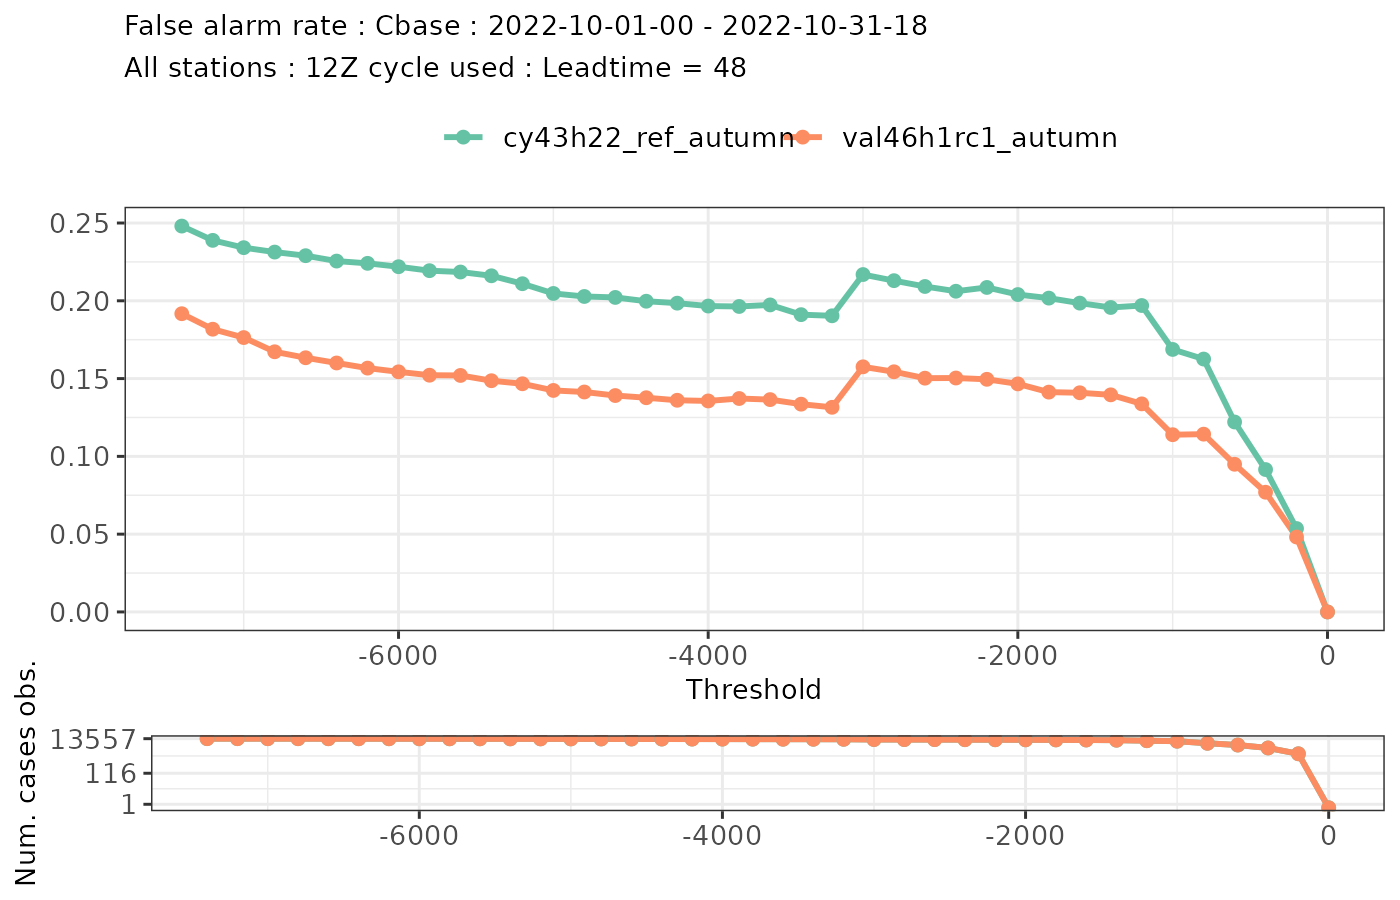 False alarm rate : Cbase : 2022-10-01-00 - 2022-10-31-18
All stations : 12Z cycle used : Leadtime = 48
cy43h22_ref_autumn val46h1rc1_autumn
0.25
0.20
0.15
0.10
0.05
0.00
-6000 -4000 -2000 0
Threshold
Num. cases obs.
13557
116
1
-6000 -4000 -2000 0